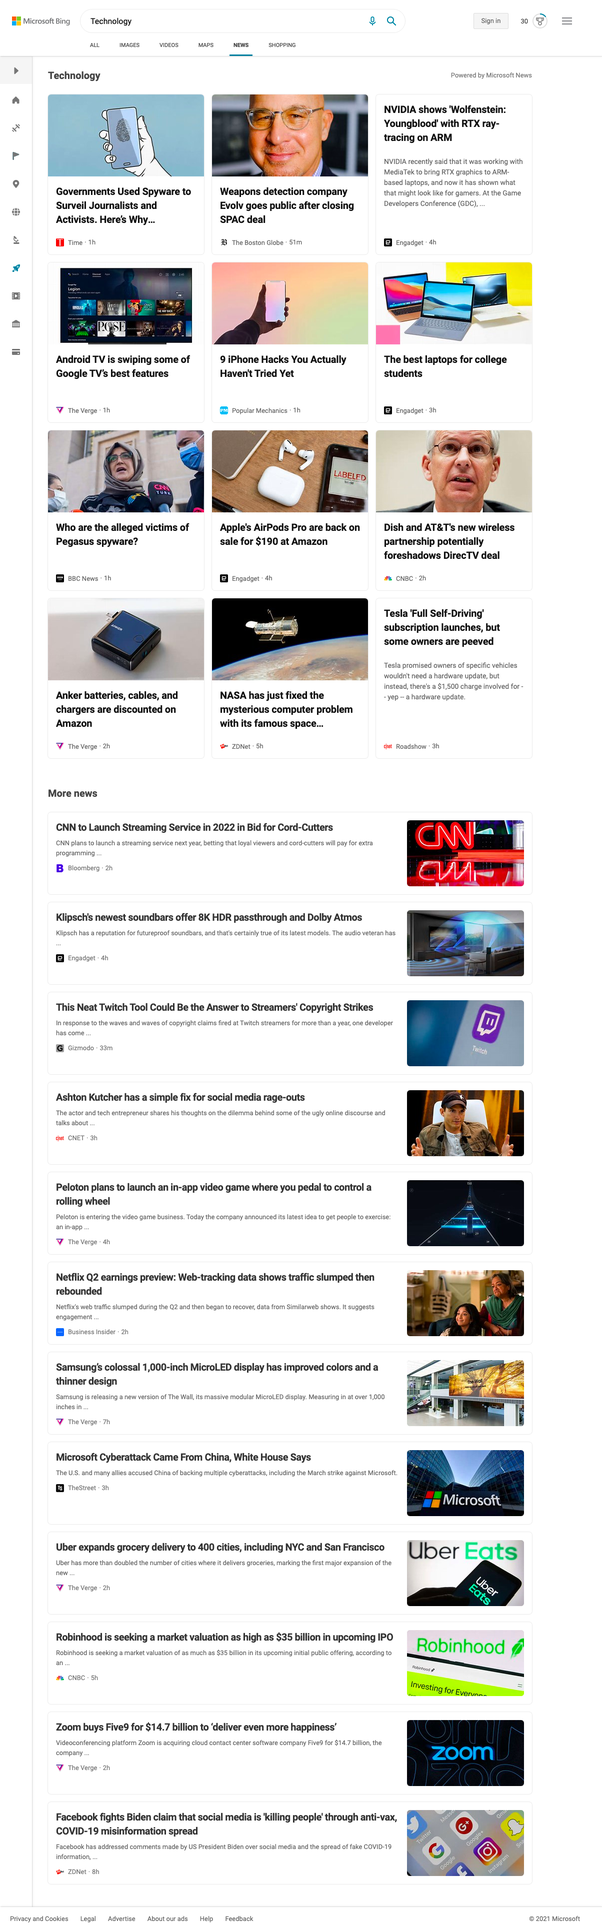 Microsoft Bing
Technology
Sign in
30
ALL
IMAGES
VIDEOS
MAPS
NEWS
SHOPPING
Technology
Powered by Microsoft News
Governments Used Spyware to
Surveil Journalists and
Activists. Here's Why…
Time · 1h
Weapons detection company
Evolv goes public after closing
SPAC deal
The Boston Globe · 51m
NVIDIA shows 'Wolfenstein:
Youngblood' with RTX ray-
tracing on ARM
NVIDIA recently said that it was working with
MediaTek to bring RTX graphics to ARM-
based laptops, and now it has shown what
that might look like for gamers. At the Game
Developers Conference (GDC), ...
Engadget · 4h
Legion
POSE
Android TV is swiping some of
Google TV's best features
The Verge · 1h
9 iPhone Hacks You Actually
Haven't Tried Yet
Popular Mechanics · 1h
The best laptops for college
students
Engadget · 3h
CNN
TÜRK
Who are the alleged victims of
Pegasus spyware?
BBC News · 1h
LABELED
Apple's AirPods Pro are back on
sale for $190 at Amazon
Engadget · 4h
Dish and AT&T's new wireless
partnership potentially
foreshadows DirecTV deal
CNBC · 2h
Anker batteries, cables, and
chargers are discounted on
Amazon
The Verge · 2h
NASA has just fixed the
mysterious computer problem
with its famous space…
ZDNet · 5h
Tesla 'Full Self-Driving'
subscription launches, but
some owners are peeved
Tesla promised owners of specific vehicles
wouldn't need a hardware update, but
instead, there's a $1,500 charge involved for -
- yep -- a hardware update.
Roadshow · 3h
More news
CNN to Launch Streaming Service in 2022 in Bid for Cord-Cutters
CNN plans to launch a streaming service next year, betting that loyal viewers and cord-cutters will pay for extra
programming ...
Bloomberg · 2h
CNN
Klipsch's newest soundbars offer 8K HDR passthrough and Dolby Atmos
Klipsch has a reputation for futureproof soundbars, and that's certainly true of its latest models. The audio veteran has
...
Engadget · 4h
This Neat Twitch Tool Could Be the Answer to Streamers' Copyright Strikes
In response to the waves and waves of copyright claims fired at Twitch streamers for more than a year, one developer
has come ...
Gizmodo · 33m
Twitch
Ashton Kutcher has a simple fix for social media rage-outs
The actor and tech entrepreneur shares his thoughts on the dilemma behind some of the ugly online discourse and
talks about ...
CNET · 3h
Peloton plans to launch an in-app video game where you pedal to control a
rolling wheel
Peloton is entering the video game business. Today the company announced its latest idea to get people to exercise:
an in-app ...
The Verge · 4h
Netflix Q2 earnings preview: Web-tracking data shows traffic slumped then
rebounded
Netflix's web traffic slumped during the Q2 and then began to recover, data from Similarweb shows. It suggests
engagement ...
Business Insider · 2h
Samsung's colossal 1,000-inch MicroLED display has improved colors and a
thinner design
Samsung is releasing a new version of The Wall, its massive modular MicroLED display. Measuring in at over 1,000
inches in ...
The Verge · 7h
Microsoft Cyberattack Came From China, White House Says
The U.S. and many allies accused China of backing multiple cyberattacks, including the March strike against Microsoft.
TheStreet · 3h
Microsoft
Uber expands grocery delivery to 400 cities, including NYC and San Francisco
Uber has more than doubled the number of cities where it delivers groceries, marking the first major expansion of the
new ...
The Verge · 2h
Uber Eats
Uber
Eats
Robinhood is seeking a market valuation as high as $35 billion in upcoming IPO
Robinhood is seeking a market valuation of as much as $35 billion in its upcoming initial public offering, according to
an ...
CNBC · 5h
Robinhood
Robinhood
Investing for Everyone
Zoom buys Five9 for $14.7 billion to 'deliver even more happiness'
Videoconferencing platform Zoom is acquiring cloud contact center software company Five9 for $14.7 billion, the
company ...
The Verge · 2h
zoom
Facebook fights Biden claim that social media is 'killing people' through anti-vax,
COVID-19 misinformation spread
Facebook has addressed comments made by US President Biden over social media and the spread of fake COVID-19
information, ...
ZDNet · 8h
Google
Instagram
Privacy and Cookies
Legal
Advertise
About our ads
Help
Feedback
© 2021 Microsoft